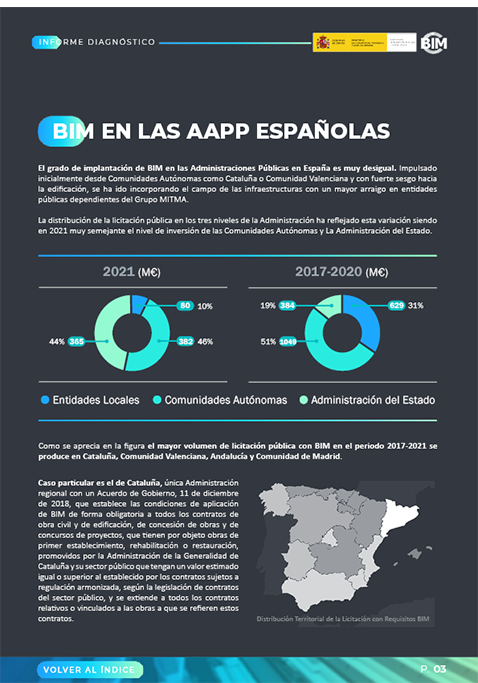 INFORME DIAGNÓSTICO
BIM
BIM EN LAS AAPP ESPAÑOLAS
El grado de implantación de BIM en las Administraciones Públicas en España es muy desigual. Impulsado
inicialmente desde Comunidades Autónomas como Cataluña o Comunidad Valenciana y con fuerte sesgo hacia
la edificación, se ha ido incorporando el campo de las infraestructuras con un mayor arraigo en entidades
públicas dependientes del Grupo MITMA.
La distribución de la licitación pública en los tres niveles de la Administración ha reflejado esta variación siendo
en 2021 muy semejante el nivel de inversión de las Comunidades Autónomas y La Administración del Estado.
2021 (M€)
80 10%
44% 365
382 46%
2017-2020 (M€)
19% 384
629 31%
51% 1049
Entidades Locales
Comunidades Autónomas
Administración del Estado
Como se aprecia en la figura el mayor volumen de licitación pública con BIM en el periodo 2017-2021 se
produce en Cataluña, Comunidad Valenciana, Andalucía y Comunidad de Madrid.
Caso particular es el de Cataluña, única Administración
regional con un Acuerdo de Gobierno, 11 de diciembre
de 2018, que establece las condiciones de aplicación
de BIM de forma obligatoria a todos los contratos de
obra civil y de edificación, de concesión de obras y de
concursos de proyectos, que tienen por objeto obras de
primer establecimiento, rehabilitación o restauración,
promovidos por la Administración de la Generalidad de
Cataluña y su sector público que tengan un valor estimado
igual o superior al establecido por los contratos sujetos a
regulación armonizada, según la legislación de contratos
del sector público, y se extiende a todos los contratos
relativos o vinculados a las obras a que se refieren estos
contratos.
Distribución Territorial de la Licitación con Requisitos BIM
VOLVER AL ÍNDICE
P. 03